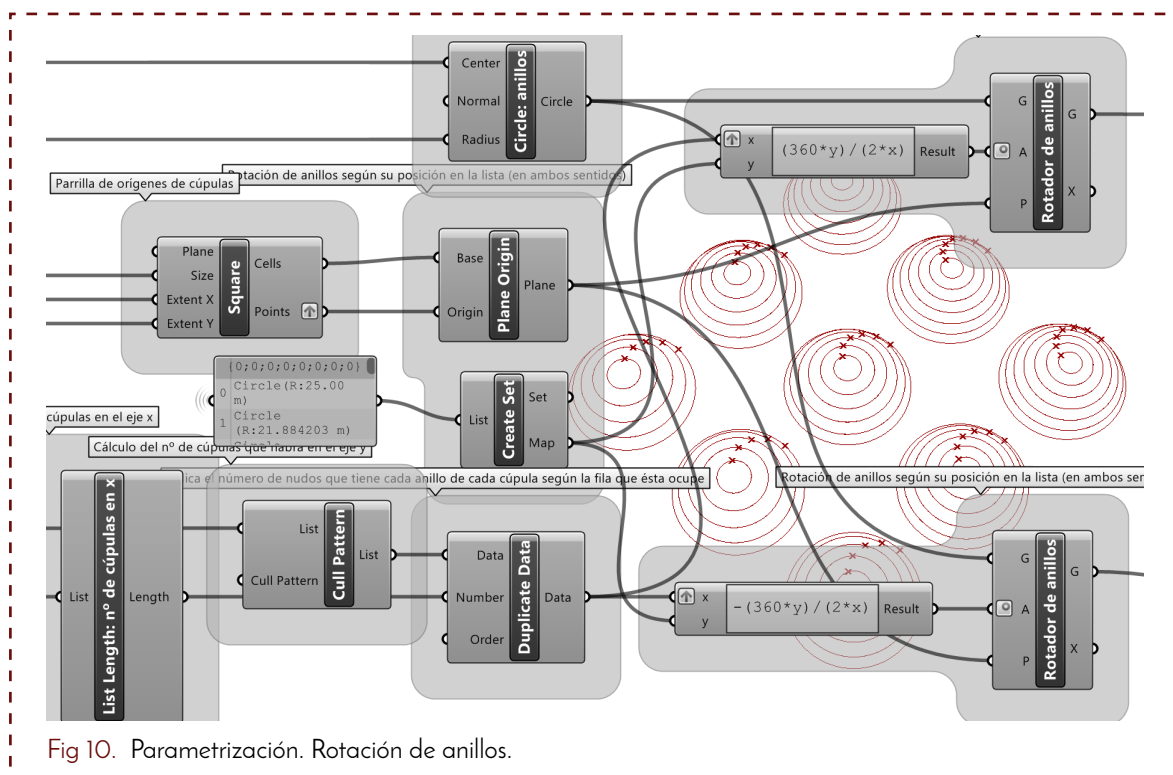 Center
Normal
Radius
Circle: anillos
Circle
G
A
P
Rotador de anillos
G
X
x
y
(360*y)/(2*x)
Result
Rotación de anillos según su posición en la lista (en ambos sentidos)
Parrilla de orígenes de cúpulas
Plane
Size
Extent X
Extent Y
Square
Cells
Points
Base
Origin
Plane Origin
Plane
{0;0;0;0;0;0;0;0}
0 Circle(R:25.00
m)
1 Circle
(R:21.884203 m)
List
Create Set
Set
Map
cúpulas en el eje x
Cálculo del nº de cúpulas que habrá en el eje y
ica el número de nudos que tiene cada anillo de cada cúpula según la fila que ésta ocupe
Rotación de anillos según su posición en la lista (en ambos ser
List
List Length: nº de cúpulas en x
Length
List
Cull Pattern
Cull Pattern
List
Data
Number
Order
Duplicate Data
Data
x
y
-(360*y)/(2*x)
Result
G
A
P
Rotador de anillos
G
X
Fig 10. Parametrización. Rotación de anillos.